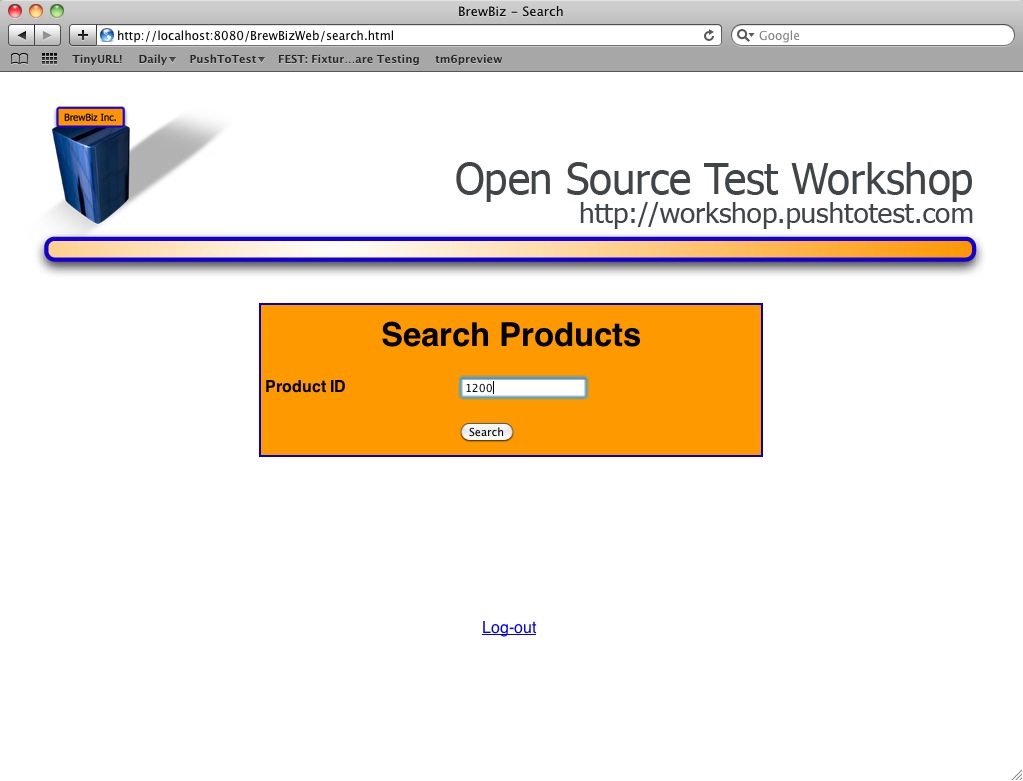 BrewBiz – Search
http://localhost:8080/BrewBizWeb/search.html
Google
TinyURL! Daily PushToTest FEST: Fixtur...are Testing tm6preview
BrewBiz Inc.
Open Source Test Workshop
http://workshop.pushtotest.com
Search Products
Product ID 1200
Search
Log-out